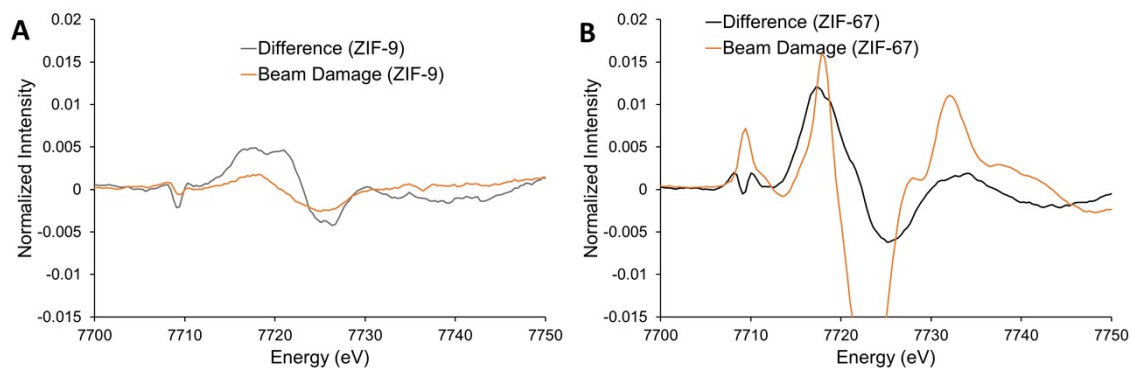 A
Difference (ZIF-9)
Beam Damage (ZIF-9)
Normalized Inntensity
0.02
0.015
0.01
0.005
0
-0.005
-0.01
-0.015
7700 7710 7720 7730 7740 7750
Energy (eV)
B
Difference (ZIF-67)
Beam Damage (ZIF-67)
Normalized Inntensity
0.02
0.015
0.01
0.005
0
-0.005
-0.01
-0.015
7700 7710 7720 7730 7740 7750
Energy (eV)